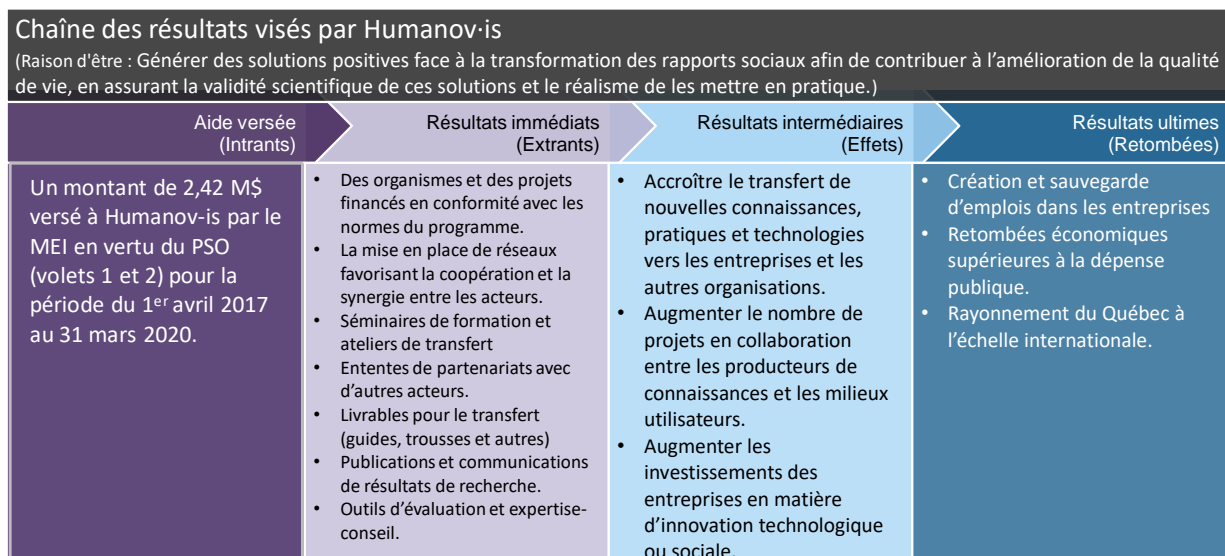 Chaîne des résultats visés par Humanov·is
(Raison d'être : Générer des solutions positives face à la transformation des rapports sociaux afin de contribuer à l'amélioration de la qualité
de vie, en assurant la validité scientifique de ces solutions et le réalisme de les mettre en pratique.)
Aide versée
(Intrants)
Résultats immédiats
(Extrants)
Résultats intermédiaires
(Effets)
Résultats ultimes
(Retombées)
Un montant de 2,42 M$
versé à Humanov-is par le
MEI en vertu du PSO
(volets 1 et 2) pour la
période du 1er avril 2017
au 31 mars 2020.
• Des organismes et des projets
financés en conformité avec les
normes du programme.
• La mise en place de réseaux
favorisant la coopération et la
synergie entre les acteurs.
• Séminaires de formation et
ateliers de transfert
• Ententes de partenariats avec
d'autres acteurs.
• Livrables pour le transfert
(guides, trousses et autres)
• Publications et communications
de résultats de recherche.
• Outils d'évaluation et expertise-
conseil.
• Accroître le transfert de
nouvelles connaissances,
pratiques et technologies
vers les entreprises et les
autres organisations.
• Augmenter le nombre de
projets en collaboration
entre les producteurs de
connaissances et les milieux
utilisateurs.
• Augmenter les
investissements des
entreprises en matière
d'innovation technologique
ou sociale.
• Création et sauvegarde
d'emplois dans les entreprises
• Retombées économiques
supérieures à la dépense
publique.
• Rayonnement du Québec à
l'échelle internationale.